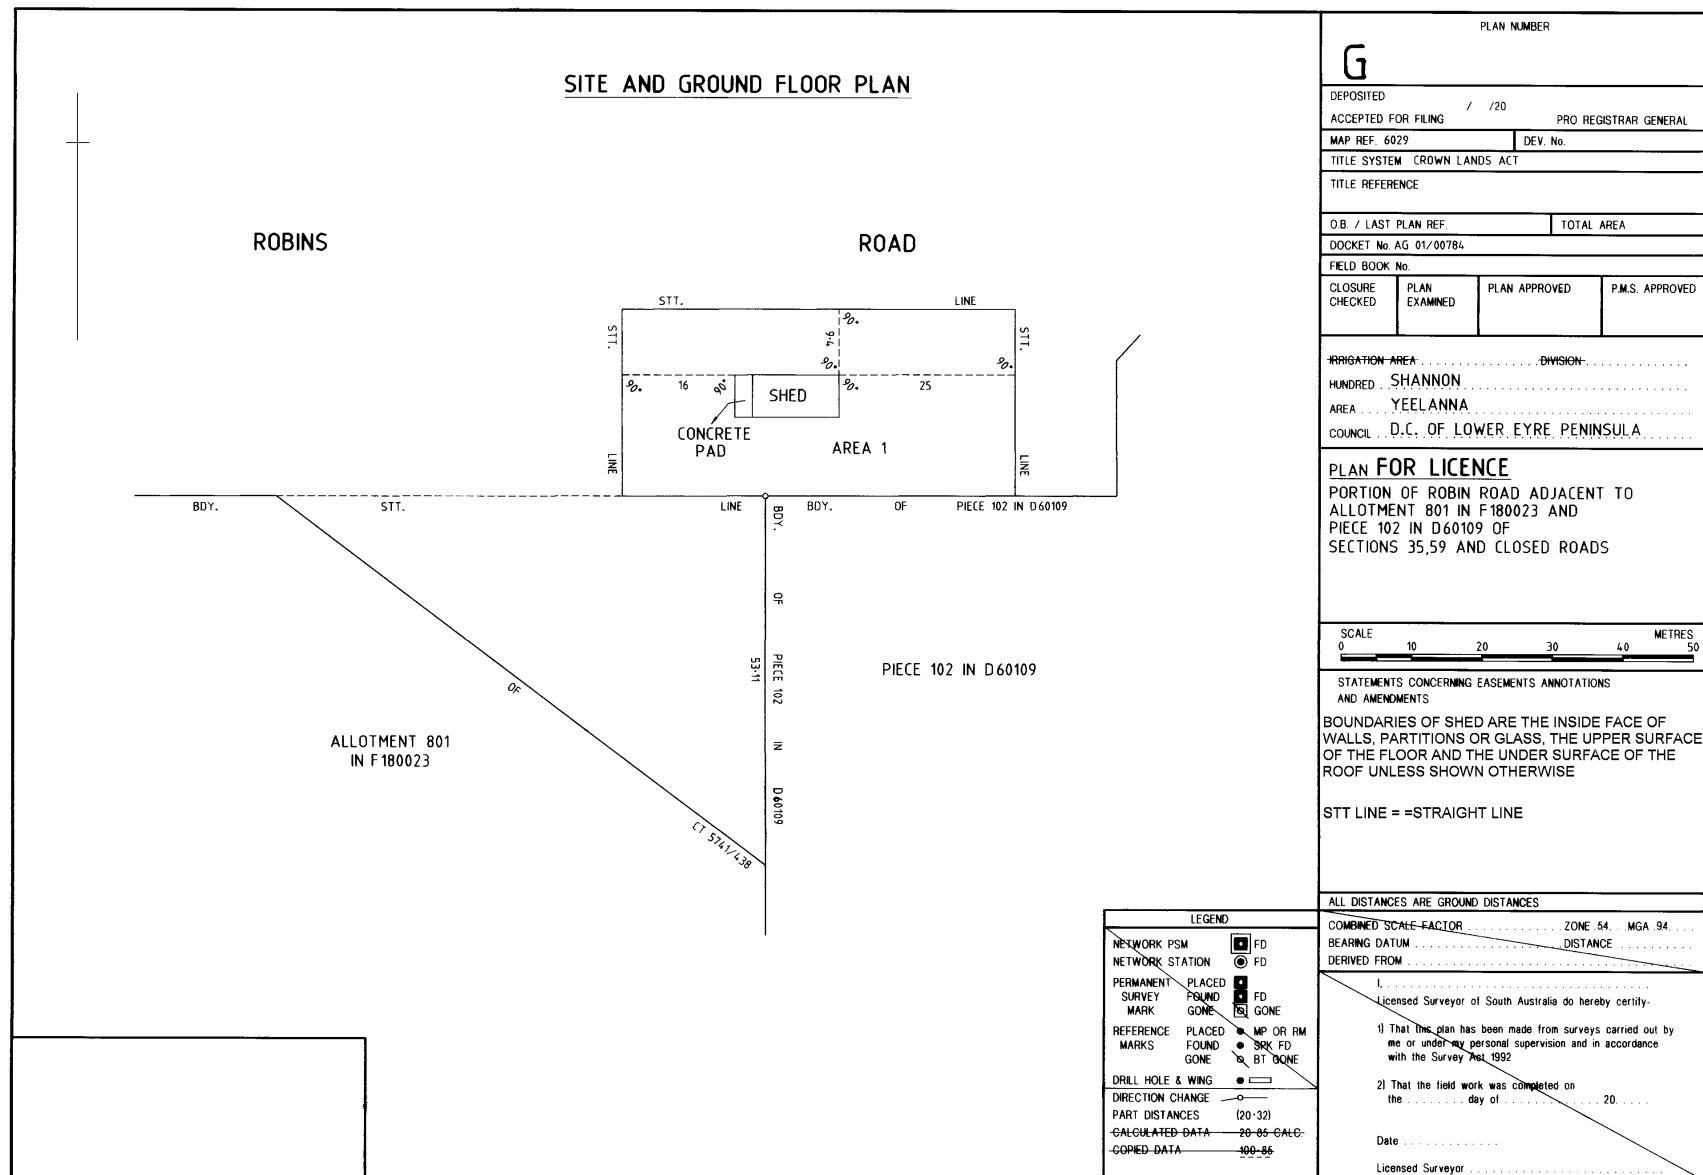 SITE AND GROUND FLOOR PLAN
ROBINS ROAD
STT. LINE
STT.
LINE
STT.
LINE
90°
9·4
90°
90°
90°
16
90°
90°
25
SHED
CONCRETE
PAD
AREA 1
BDY. STT. LINE BDY. OF PIECE 102 IN D60109
BDY. OF PIECE 102 IN D60109
53·11
OF
CT 5741/438
PIECE 102 IN D60109
ALLOTMENT 801
IN F180023
PLAN NUMBER
G
DEPOSITED
/ /20
ACCEPTED FOR FILING PRO REGISTRAR GENERAL
MAP REF. 6029 DEV. No.
TITLE SYSTEM CROWN LANDS ACT
TITLE REFERENCE
O.B. / LAST PLAN REF. TOTAL AREA
DOCKET No. AG 01/00784
FIELD BOOK No.
CLOSURE
CHECKED
PLAN
EXAMINED
PLAN APPROVED
P.M.S. APPROVED
IRRIGATION AREA DIVISION
HUNDRED SHANNON
AREA YEELANNA
COUNCIL D.C. OF LOWER EYRE PENINSULA
PLAN FOR LICENCE
PORTION OF ROBIN ROAD ADJACENT TO
ALLOTMENT 801 IN F180023 AND
PIECE 102 IN D60109 OF
SECTIONS 35,59 AND CLOSED ROADS
SCALE METRES
0 10 20 30 40 50
STATEMENTS CONCERNING EASEMENTS ANNOTATIONS
AND AMENDMENTS
BOUNDARIES OF SHED ARE THE INSIDE FACE OF
WALLS, PARTITIONS OR GLASS, THE UPPER SURFACE
OF THE FLOOR AND THE UNDER SURFACE OF THE
ROOF UNLESS SHOWN OTHERWISE
STT LINE = =STRAIGHT LINE
ALL DISTANCES ARE GROUND DISTANCES
COMBINED SCALE FACTOR ZONE 54 MGA 94
BEARING DATUM DISTANCE
DERIVED FROM
I,
Licensed Surveyor of South Australia do hereby certify-
1) That this plan has been made from surveys carried out by
me or under my personal supervision and in accordance
with the Survey Act 1992
2) That the field work was completed on
the day of 20
Date
Licensed Surveyor
LEGEND
NETWORK PSM FD
NETWORK STATION FD
PERMANENT PLACED
SURVEY FOUND FD
MARK GONE GONE
REFERENCE PLACED MP OR RM
MARKS FOUND SPK FD
GONE BT GONE
DRILL HOLE & WING
DIRECTION CHANGE
PART DISTANCES (20·32)
CALCULATED DATA 20·85 CALC.
COPIED DATA 100·86